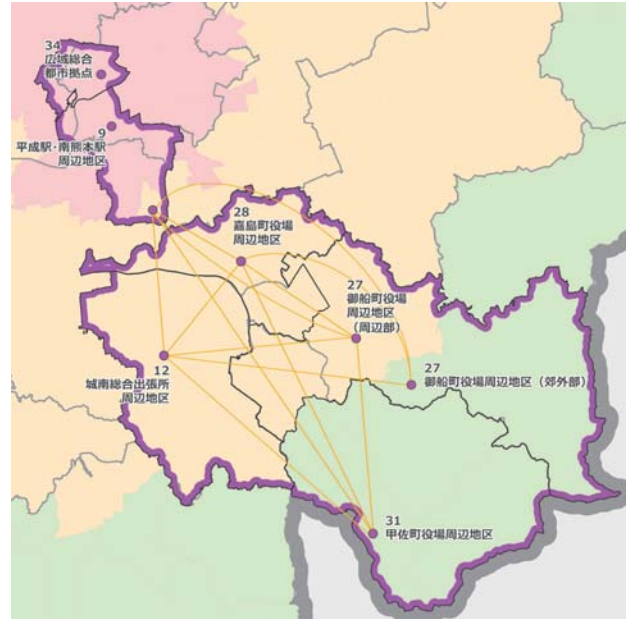 34
広域総合
都市拠点
9
平成駅・南熊本駅
周辺地区
28
嘉島町役場
周辺地区
27
御船町役場
周辺地区
（周辺部）
12
城南総合出張所
周辺地区
27
御船町役場周辺地区（郊外部）
31
甲佐町役場周辺地区